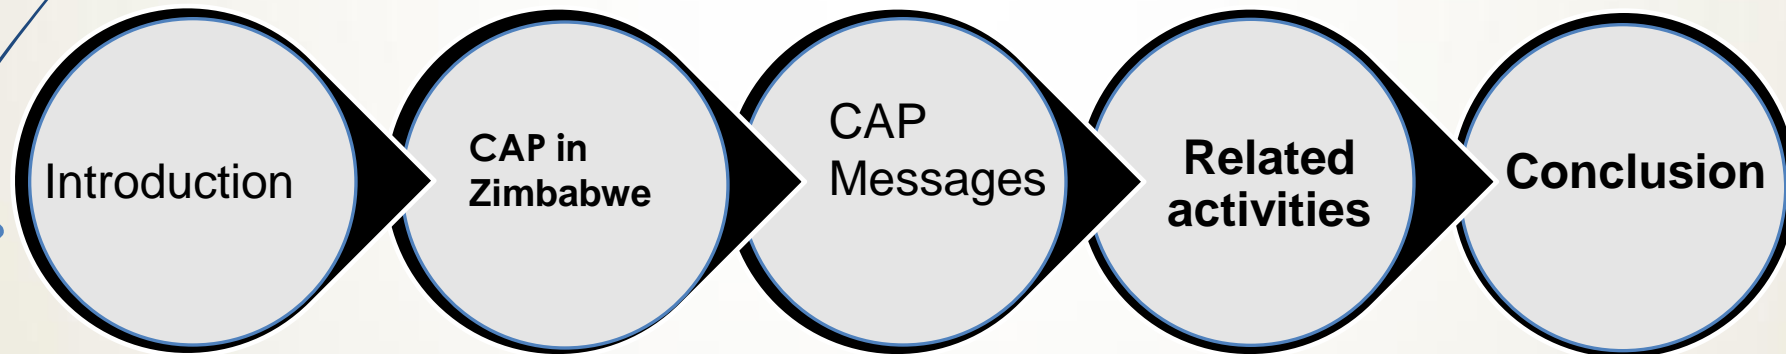 Introduction
CAP in
Zimbabwe
CAP
Messages
Related
activities
Conclusion